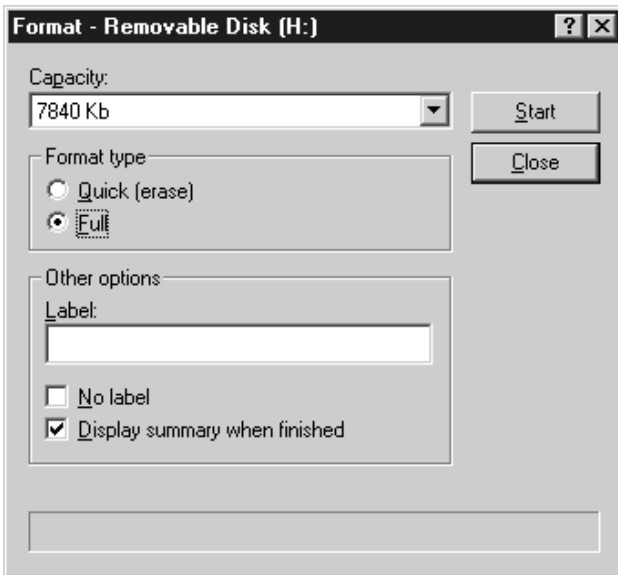 Format - Removable Disk (H:)
Capacity:
7840 Kb
Start
Format type
Close
Quick (erase)
Full
Other options
Label:
No label
Display summary when finished